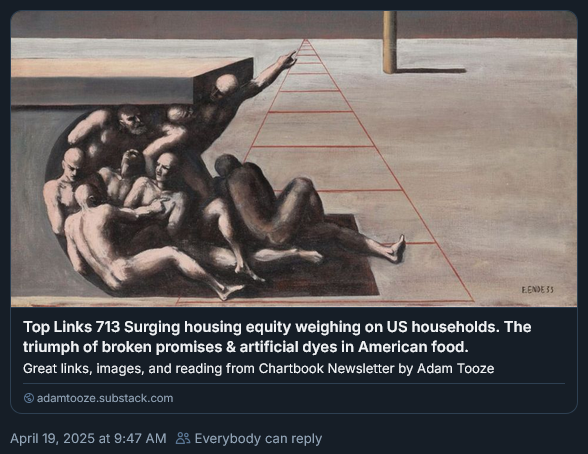 R.ENDE 55
Top Links 713 Surging housing equity weighing on US households. The
triumph of broken promises & artificial dyes in American food.
Great links, images, and reading from Chartbook Newsletter by Adam Tooze
adamtooze.substack.com
April 19, 2025 at 9:47 AM Everybody can reply